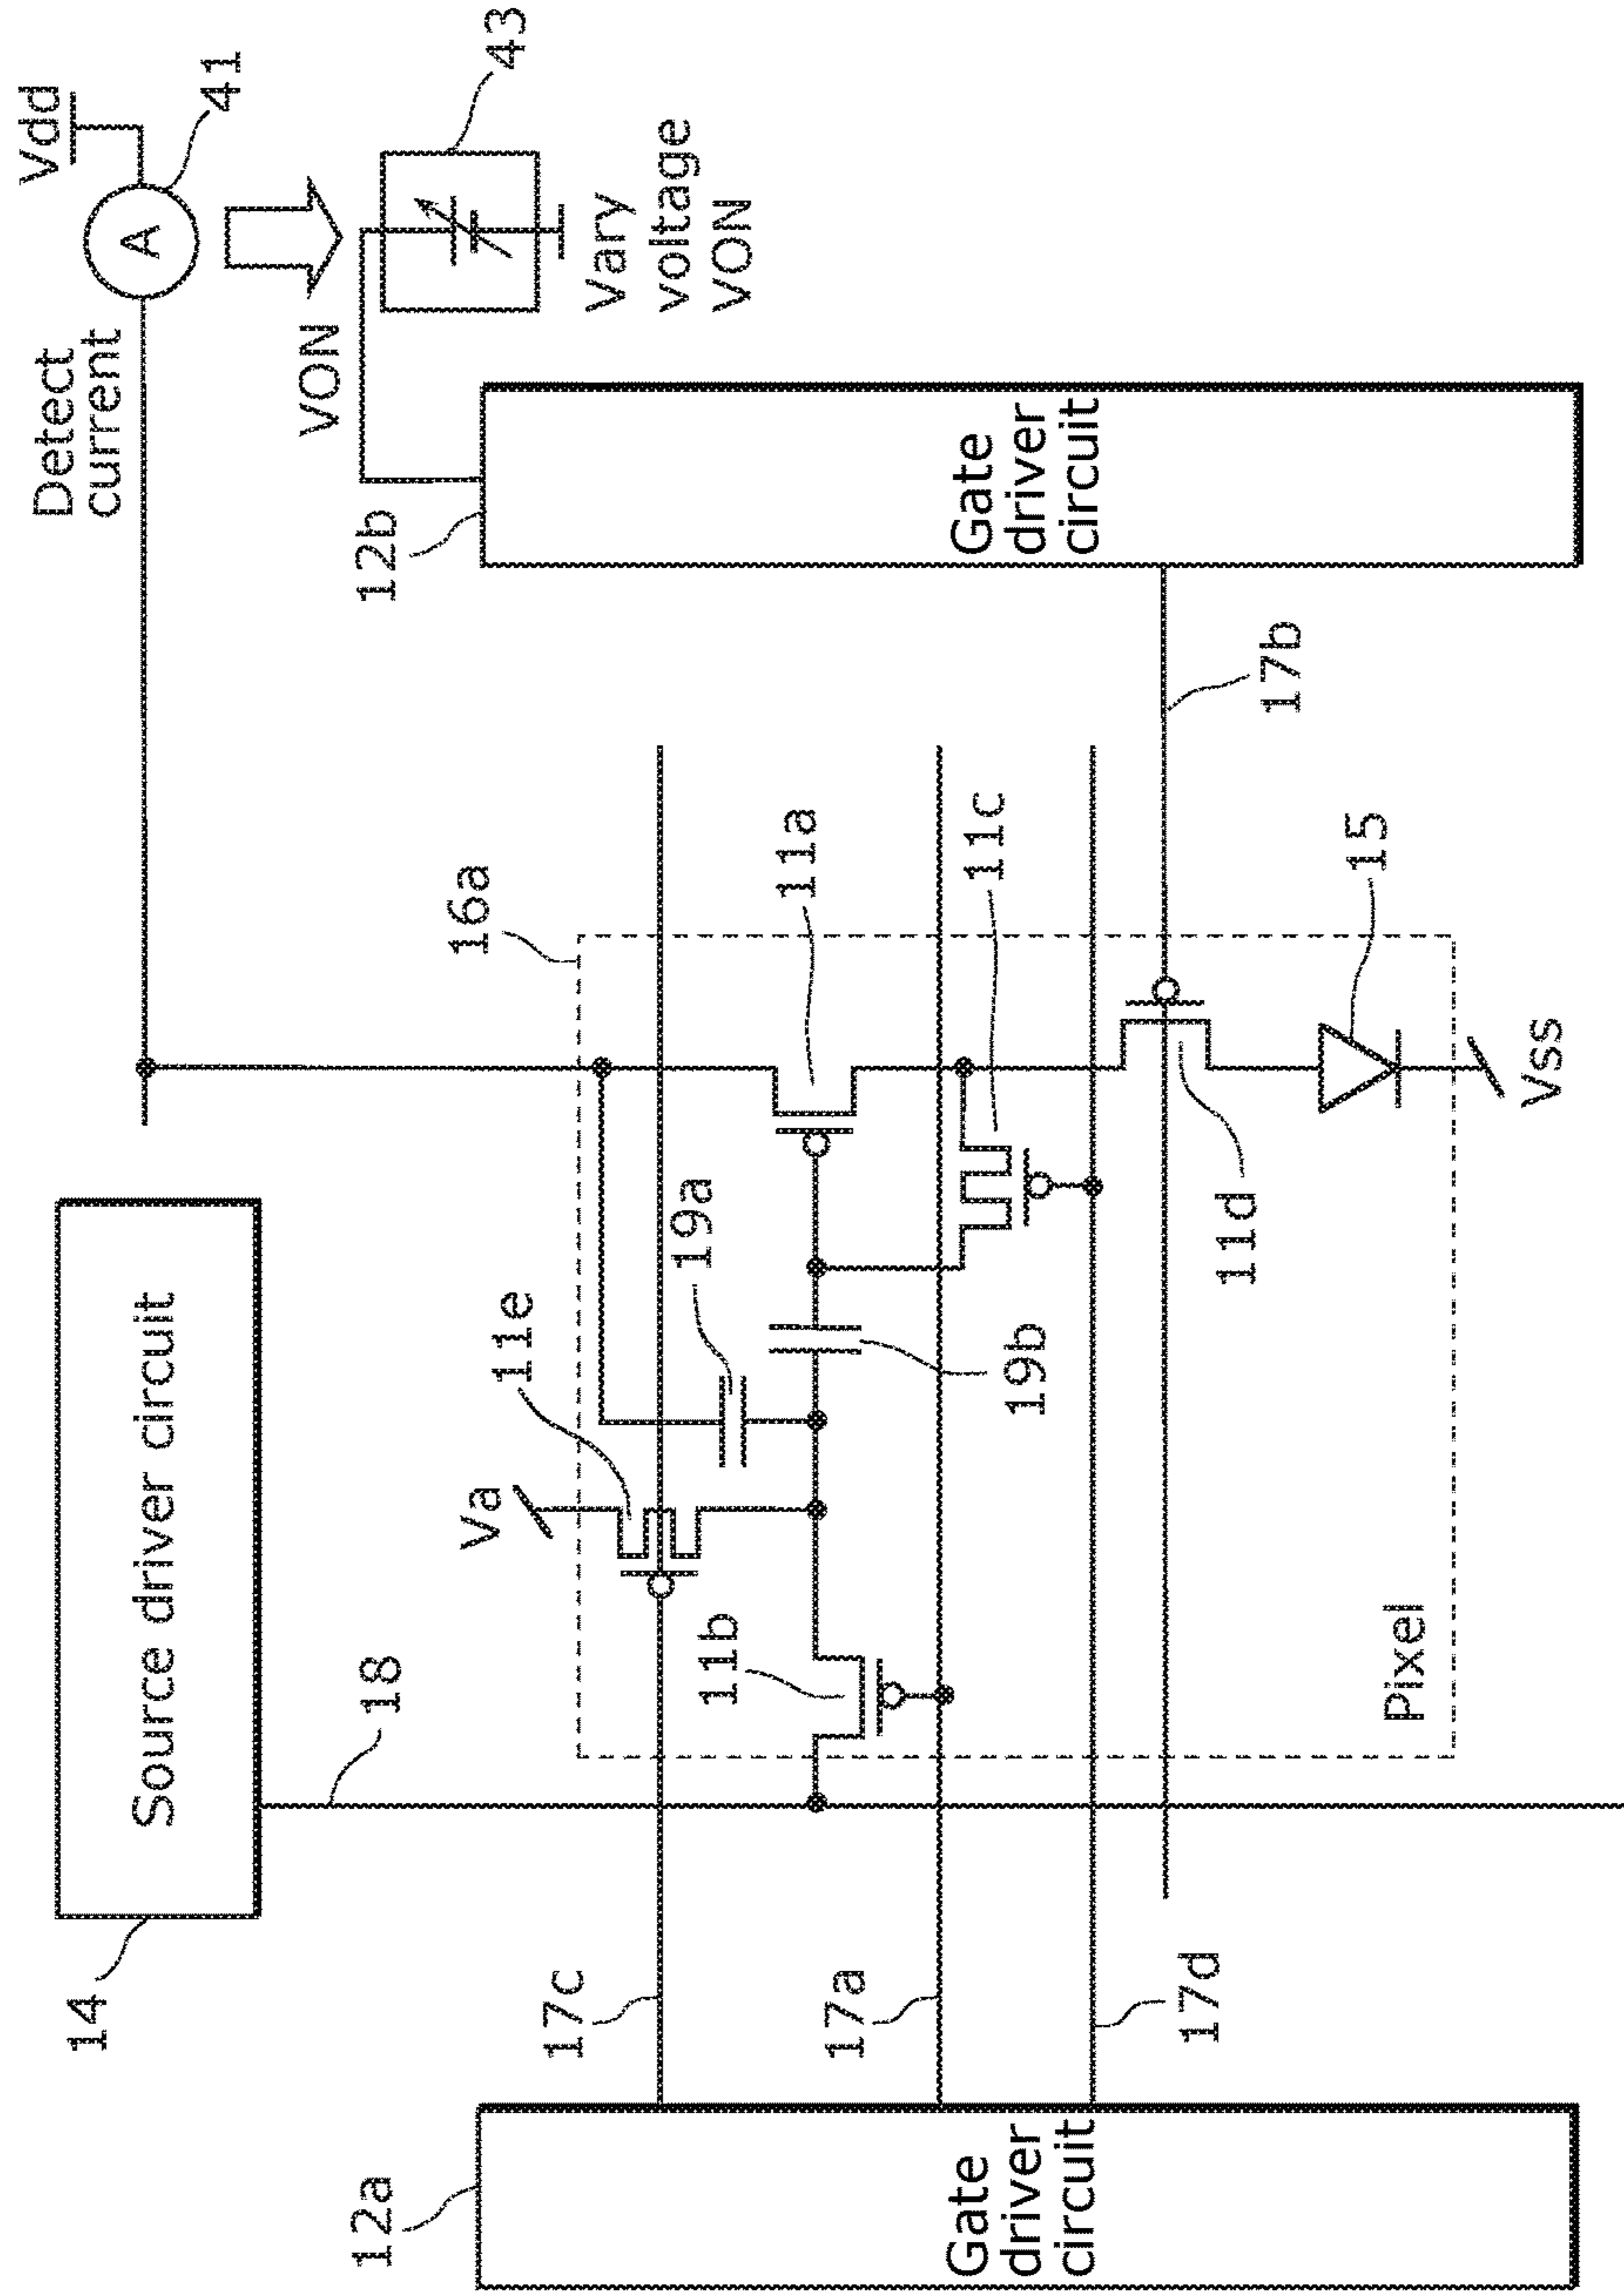 Vdd
Detect
current
A
41
VON
43
Vary
voltage
VON
14
Source driver circuit
18
12b
Gate
driver
circuit
16a
Va
11e
19a
11a
11b
19b
11c
17c
17a
17d
17b
11d
15
Pixel
Vss
12a
Gate
driver
circuit